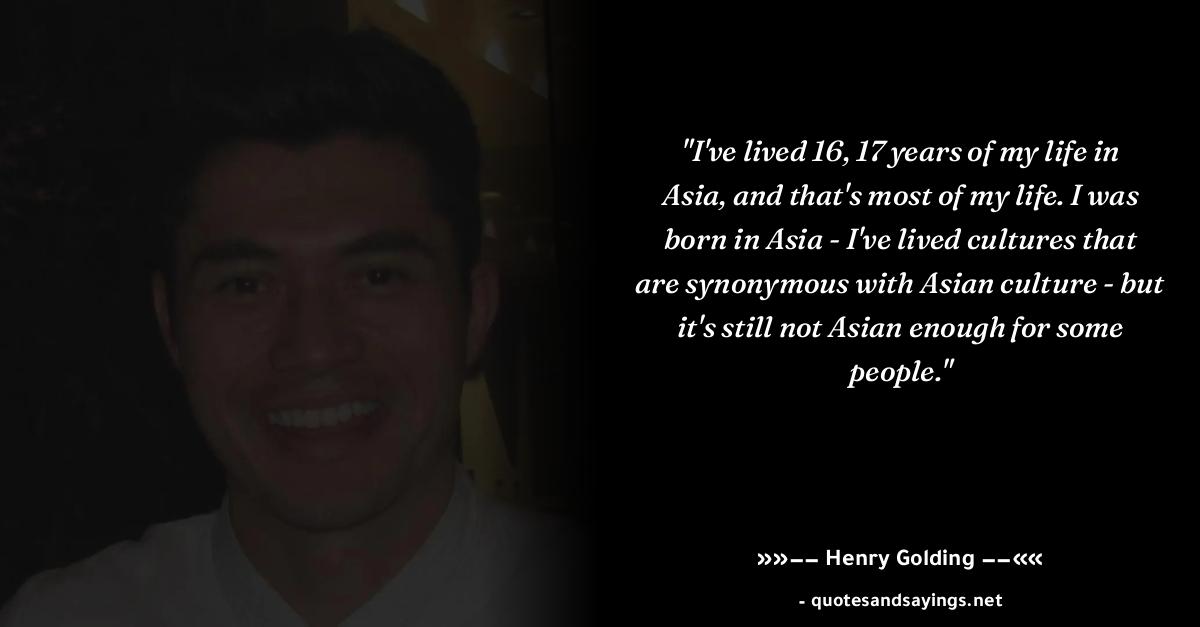 "I've lived 16, 17 years of my life in
Asia, and that's most of my life. I was
born in Asia - I've lived cultures that
are synonymous with Asian culture - but
it's still not Asian enough for some
people."
»»–– Henry Golding ––««
- quotesandsayings.net